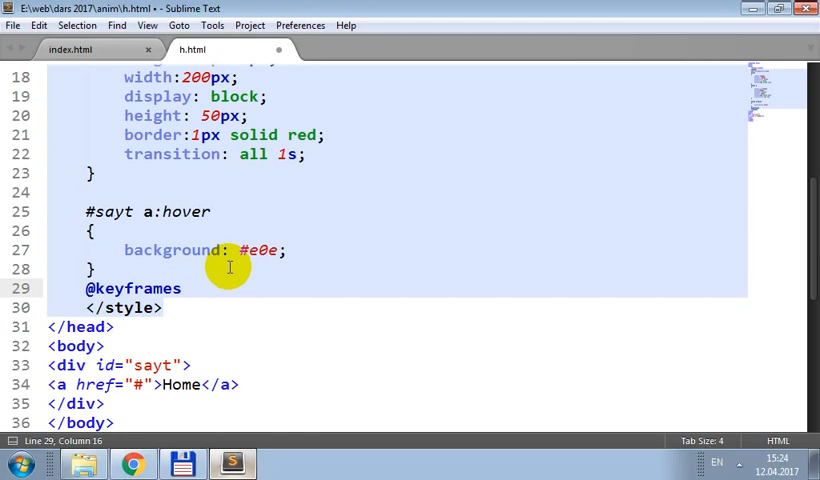 E:\web\dars 2017\anim\h.html • - Sublime Text
File Edit Selection Find View Goto Tools Project Preferences Help
index.html h.html
18 width:200px;
19 display: block;
20 height: 50px;
21 border:1px solid red;
22 transition: all 1s;
23 }
24
25 #sayt a:hover
26 {
27 background: #e0e;
28 }
29 @keyframes
30 </style>
31 </head>
32 <body>
33 <div id="sayt">
34 <a href="#">Home</a>
35 </div>
36 </body>
Line 29, Column 16 Tab Size: 4 HTML
EN 15:24
12.04.2017